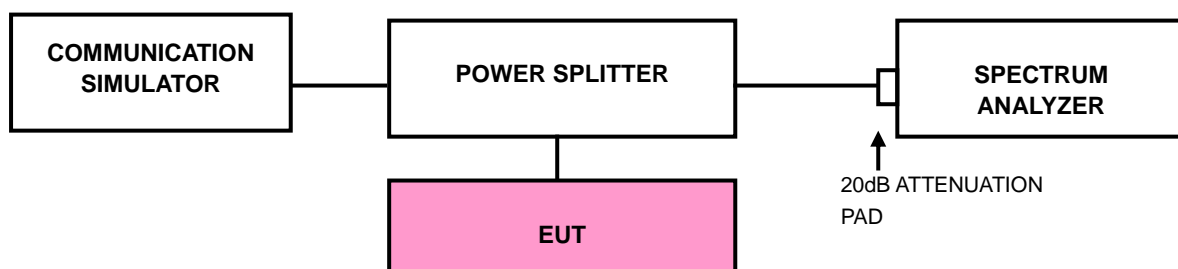 COMMUNICATION
SIMULATOR
POWER SPLITTER
SPECTRUM
ANALYZER
20dB ATTENUATION
PAD
EUT